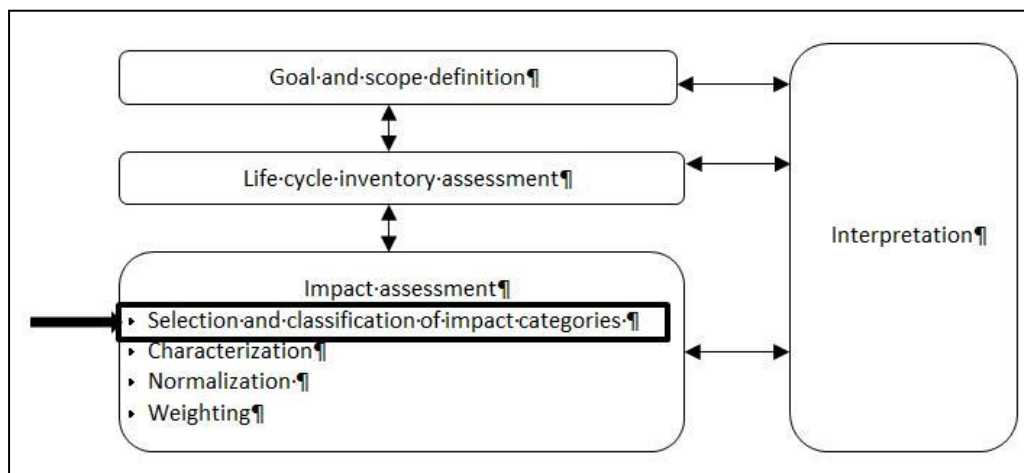 Goal·and·scope·definition¶
Life·cycle·inventory·assessment¶
Interpretation¶
Impact·assessment¶
Selection·and·classification·of·impact·categories·¶
Characterization¶
Normalization·¶
Weighting¶